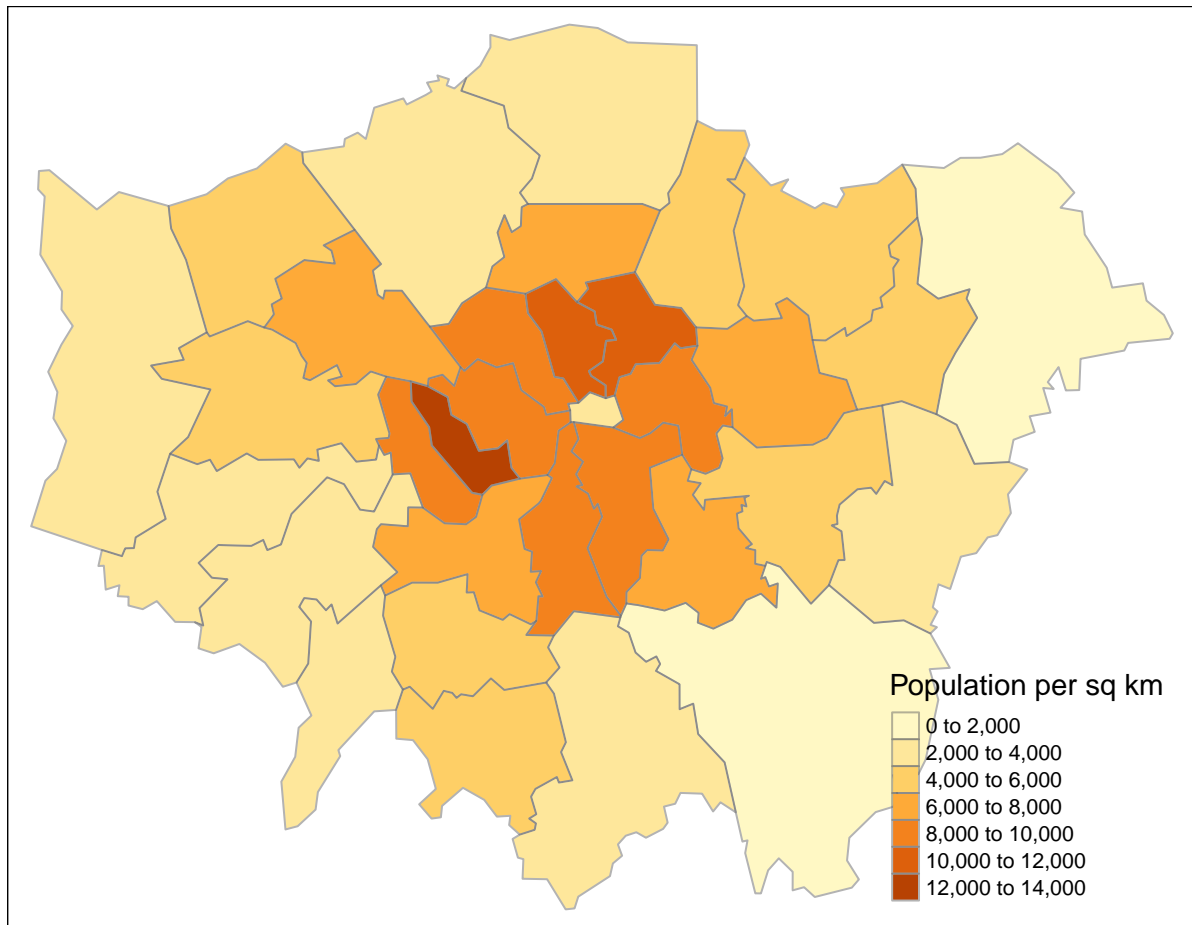 Population per sq km
0 to 2,000
2,000 to 4,000
4,000 to 6,000
6,000 to 8,000
8,000 to 10,000
10,000 to 12,000
12,000 to 14,000